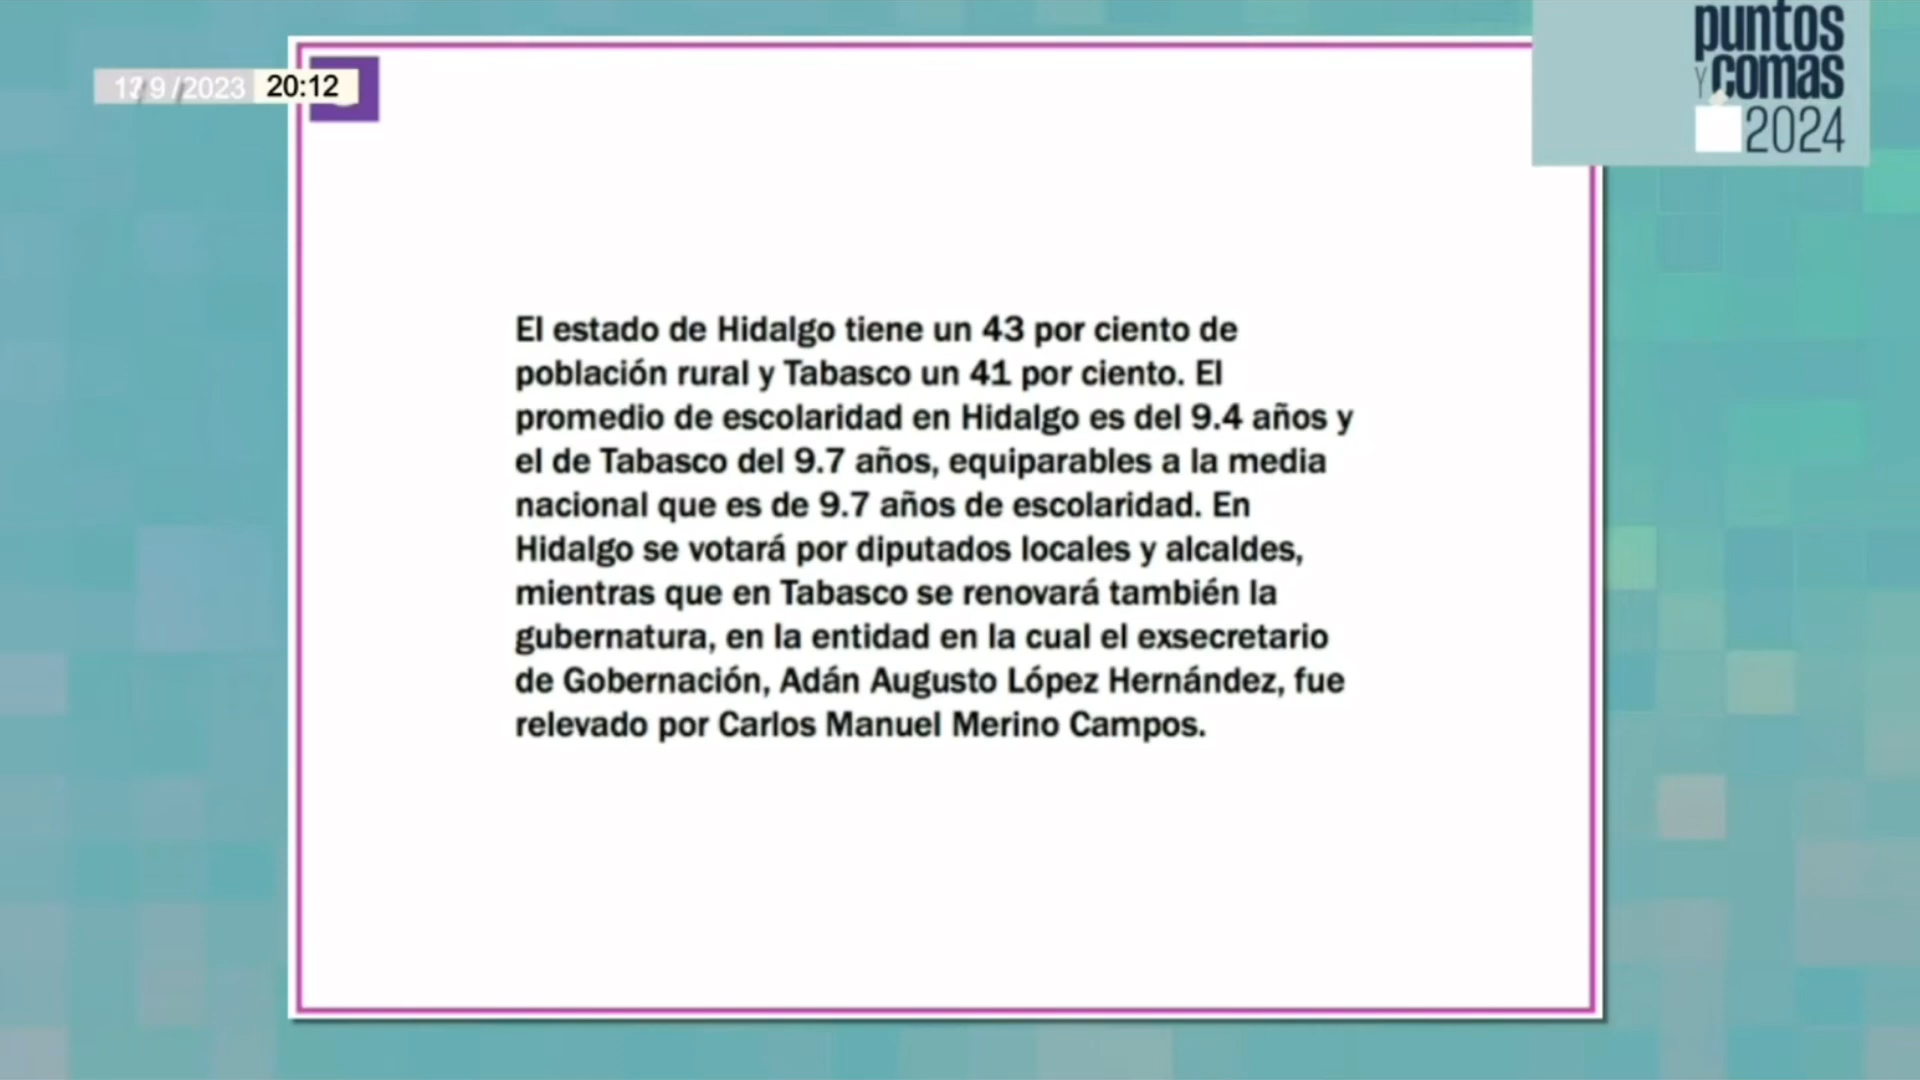 puntos
y comas
2024
9/2023 20:12
El estado de Hidalgo tiene un 43 por ciento de
población rural y Tabasco un 41 por ciento. El
promedio de escolaridad en Hidalgo es del 9.4 años y
el de Tabasco del 9.7 años, equiparables a la media
nacional que es de 9.7 años de escolaridad. En
Hidalgo se votará por diputados locales y alcaldes,
mientras que en Tabasco se renovará también la
gubernatura, en la entidad en la cual el exsecretario
de Gobernación, Adán Augusto López Hernández, fue
relevado por Carlos Manuel Merino Campos.